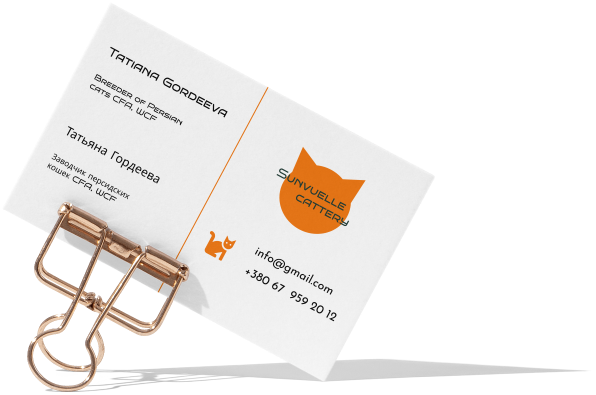 Tatiana Gordeeva
Breeder of Persian
cats CFA, WCF
Татьяна Гордеева
Заводчик персидских
кошек CFA, WCF
Sunvuelle
cattery
info@gmail.com
+380 67 959 20 12